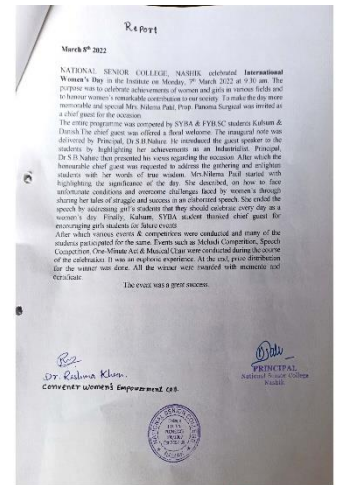 Report
March 8th 2022
NATIONAL SENIOR COLLEGE, NASHIK celebrated International
Women's Day in the Institute on Monday, 7th March 2022 at 9.30 am. The
purpose was to celebrate achievements of women and girls in various fields and
to honour women's remarkable contribution to our society. To make the day more
memorable and special Mrs. Nilema Patil, Prop. Panoma Surgical was invited as
a chief guest for the occasion.
The entire programme was compered by SYBA & FYB.SC students Kulsum &
Danish.The chief guest was offered a floral welcome. The inaugural note was
delivered by Principal, Dr.S.B.Nahire. He introduced the guest speaker to the
students by highlighting her achievements as an Industrialist. Principal,
Dr S.B.Nahire then presented his views regarding the occasion. After which the
honourable chief guest was requested to address the gathering and enlighten
students with her words of true wisdom. Mrs.Nilema Patil started with
highlighting the significance of the day. She described, on how to face
unfortunate conditions and overcome challenges faced by women's through
sharing her tales of struggle and success in an elaborated speech. She ended the
speech by addressing girl's students that they should celebrate every day as a
women's day. Finally, Kulsum, SYBA student thanked chief guest for
encouraging girls students for future events
After which various events & competitions were conducted and many of the
students participated for the same. Events such as Mehndi Competition, Speech
Competition, One-Minute Act & Musical Chair were conducted during the course
of the celebration. It was an euphoric experience. At the end, prize distribution
for the winner was done. All the winner were rewarded with memento and
certificate.
The event was a great success.
Dr. Reshma Khan.
Convener Women's Empowerment cell.
PRINCIPAL
National Senior College
Nashik
NATIONAL SENIOR COLLEGE